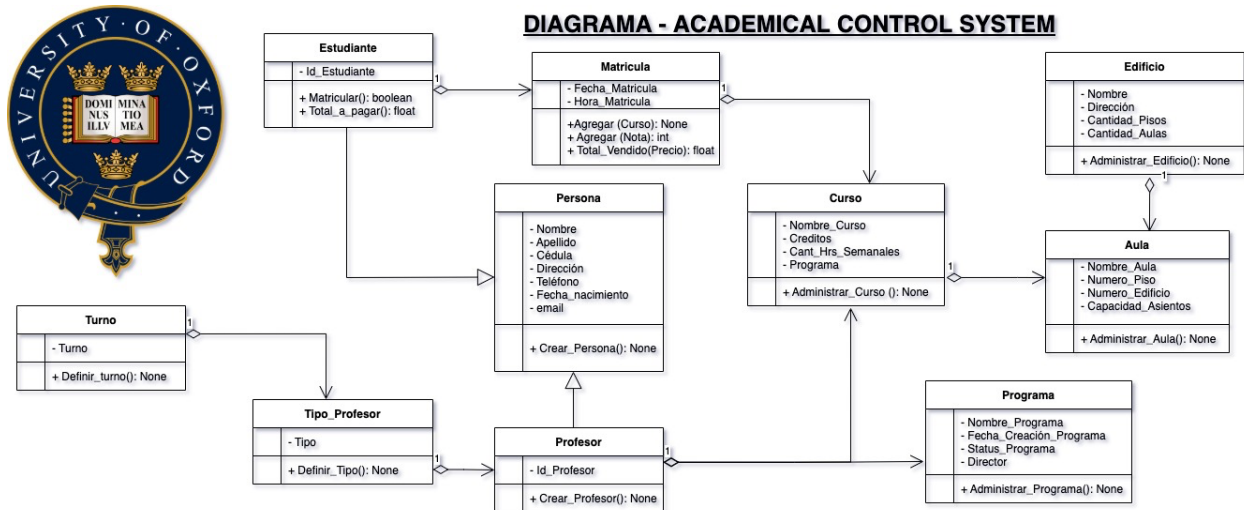 UNIVERSITY · OF · OXFORD
DOMI MINA
NUS TIO
ILLV MEA
DIAGRAMA - ACADEMICAL CONTROL SYSTEM
Estudiante
- Id_Estudiante
+ Matricular(): boolean
+ Total_a_pagar(): float
1
Matricula
- Fecha_Matricula
- Hora_Matricula
+Agregar (Curso): None
+ Agregar (Nota): int
+ Total_Vendido(Precio): float
1
Edificio
- Nombre
- Dirección
- Cantidad_Pisos
- Cantidad_Aulas
+ Administrar_Edificio(): None
1
Persona
- Nombre
- Apellido
- Cédula
- Dirección
- Teléfono
- Fecha_nacimiento
- email
+ Crear_Persona(): None
Curso
- Nombre_Curso
- Creditos
- Cant_Hrs_Semanales
- Programa
+ Administrar_Curso (): None
1
Aula
- Nombre_Aula
- Numero_Piso
- Numero_Edificio
- Capacidad_Asientos
+ Administrar_Aula(): None
Turno
- Turno
+ Definir_turno(): None
1
Tipo_Profesor
- Tipo
+ Definir_Tipo(): None
1
Profesor
- Id_Profesor
+ Crear_Profesor(): None
1
Programa
- Nombre_Programa
- Fecha_Creación_Programa
- Status_Programa
- Director
+ Administrar_Programa(): None